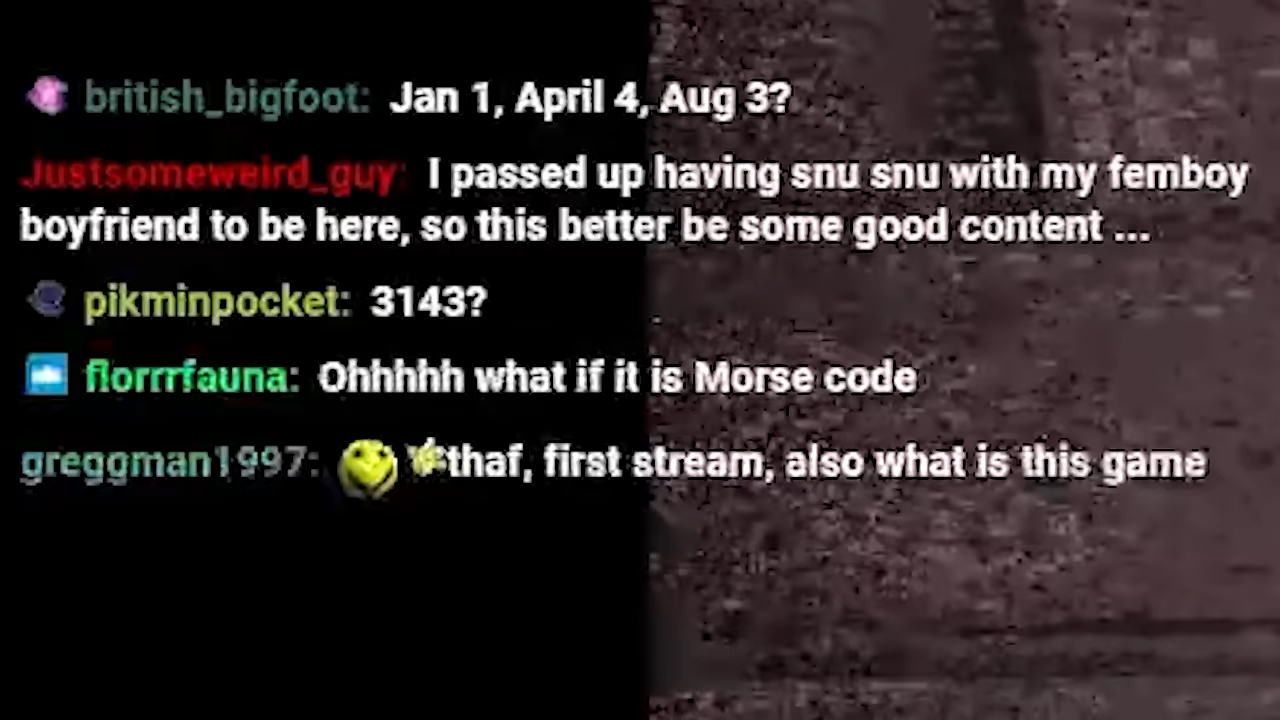 british_bigfoot: Jan 1, April 4, Aug 3?
Justsomeweird_guy: I passed up having snu snu with my femboy
boyfriend to be here, so this better be some good content ...
pikminpocket: 3143?
florrrfauna: Ohhhhh what if it is Morse code
greggman1997: thaf, first stream, also what is this game